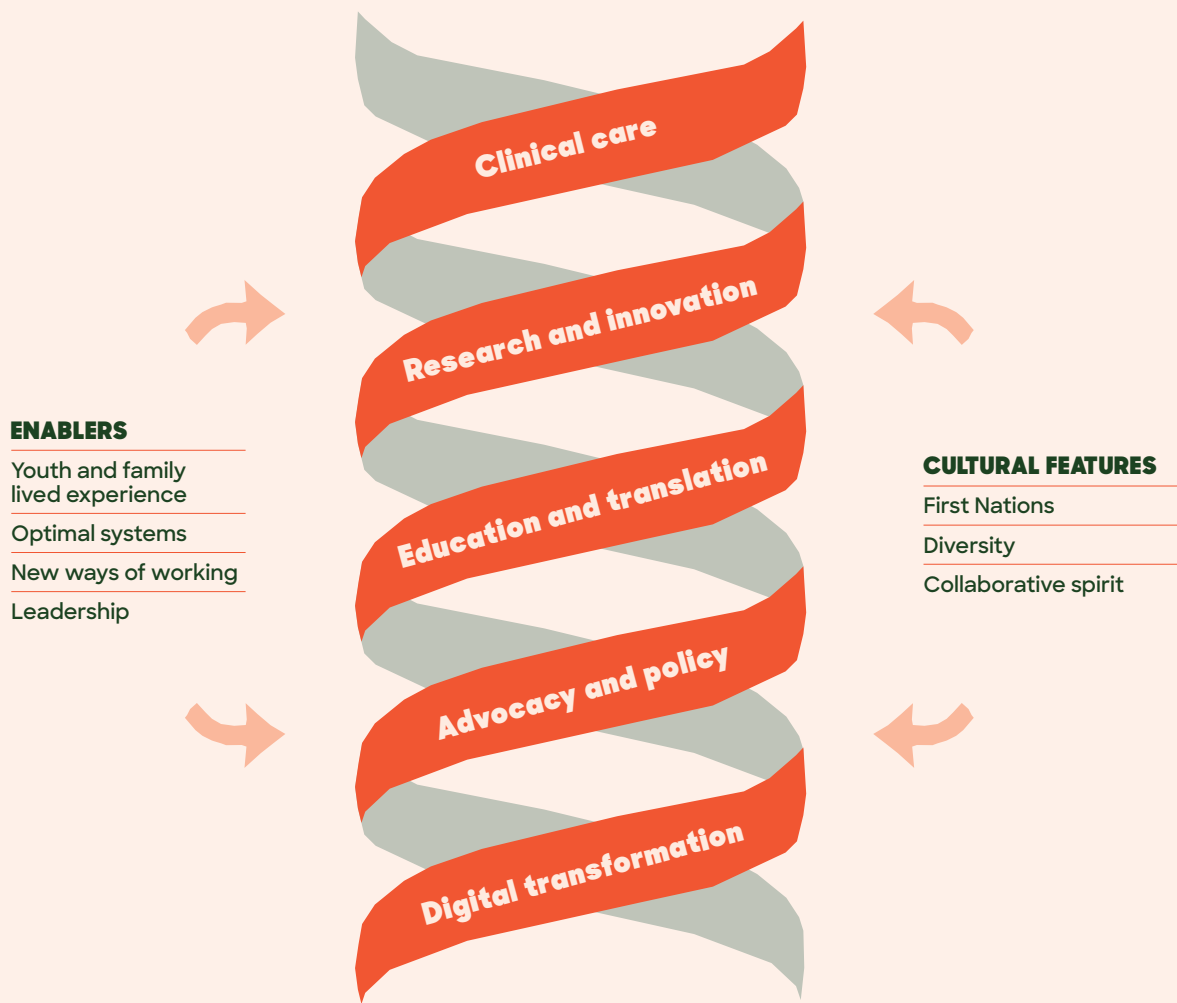 Clinical care
Research and innovation
Education and translation
Advocacy and policy
Digital transformation
ENABLERS
Youth and family
lived experience
Optimal systems
New ways of working
Leadership
CULTURAL FEATURES
First Nations
Diversity
Collaborative spirit